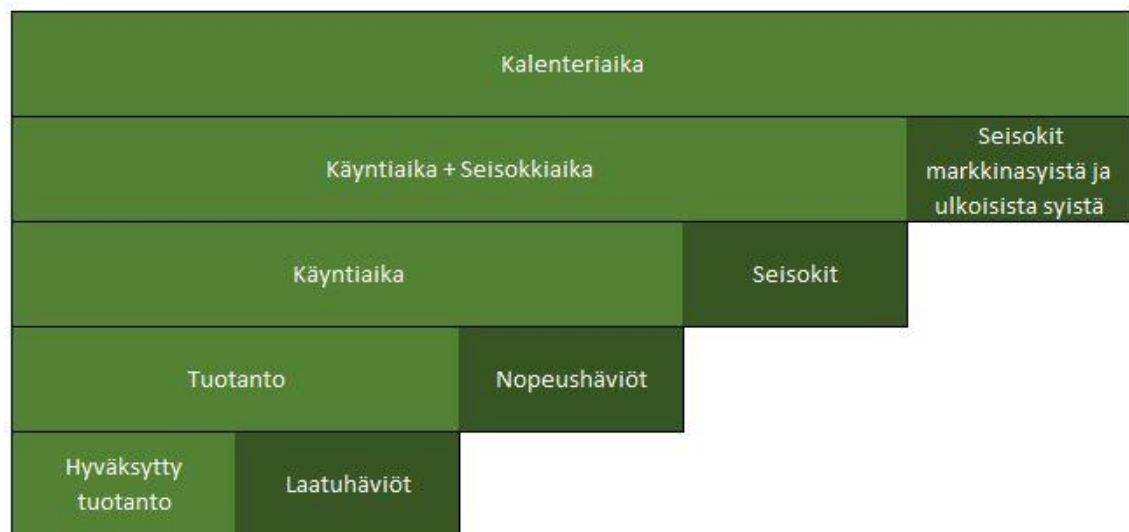 Kalenteriaika
Käyntiaika + Seisokkiaika
Seisokit
markkinasyistä ja
ulkoisista syistä
Käyntiaika
Seisokit
Tuotanto
Nopeushäviöt
Hyväksytty
tuotanto
Laatuhäviöt